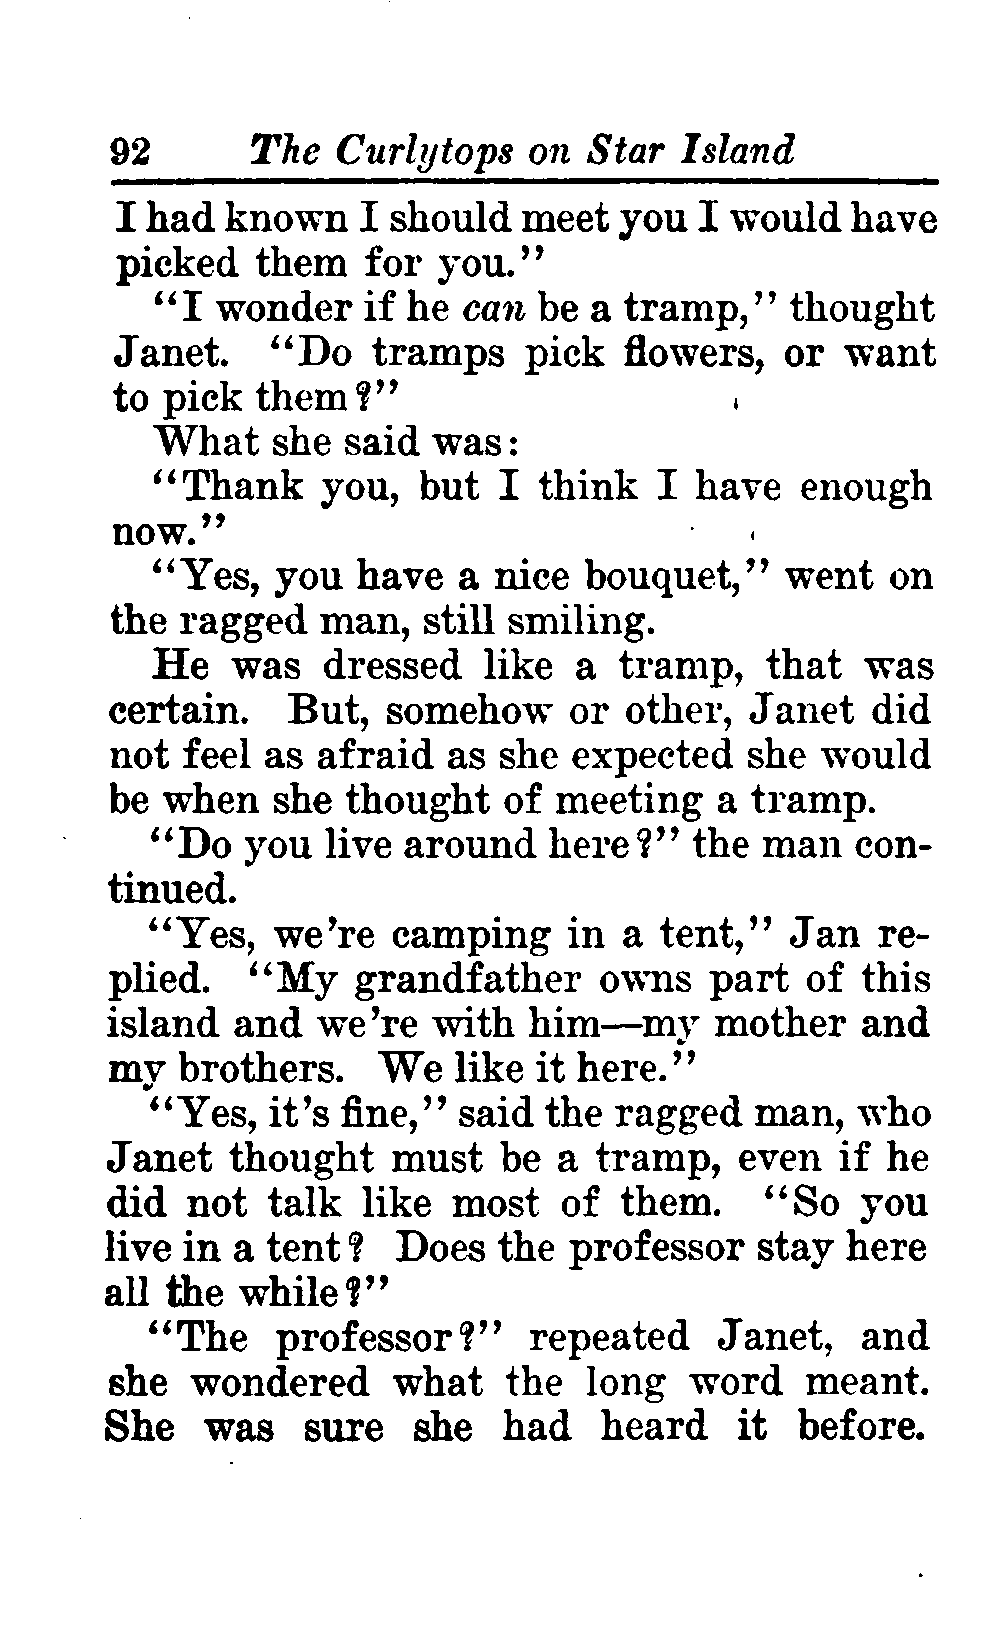 92 The Curlytops on Star Island
I had known I should meet you I would have
picked them for you."
"I wonder if he can be a tramp," thought
Janet. "Do tramps pick flowers, or want
to pick them?"
What she said was:
"Thank you, but I think I have enough
now."
"Yes, you have a nice bouquet," went on
the ragged man, still smiling.
He was dressed like a tramp, that was
certain. But, somehow or other, Janet did
not feel as afraid as she expected she would
be when she thought of meeting a tramp.
"Do you live around here?" the man con-
tinued.
"Yes, we're camping in a tent," Jan re-
plied. "My grandfather owns part of this
island and we're with him—my mother and
my brothers. We like it here."
"Yes, it's fine," said the ragged man, who
Janet thought must be a tramp, even if he
did not talk like most of them. "So you
live in a tent? Does the professor stay here
all the while?"
"The professor?" repeated Janet, and
she wondered what the long word meant.
She was sure she had heard it before.